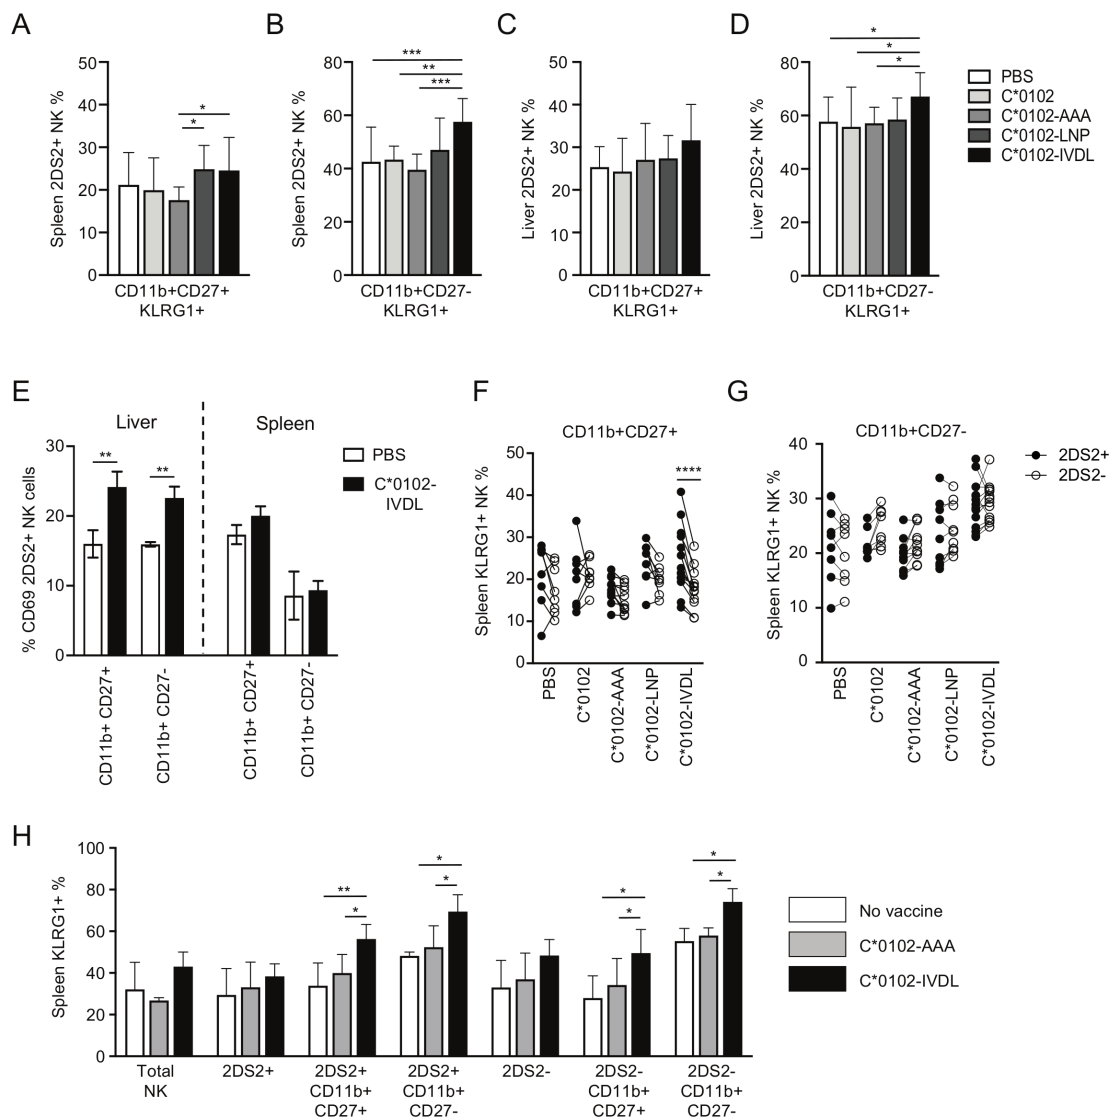 A
Spleen 2DS2+ NK %
50
40
30
20
10
0
*
*
CD11b+CD27+
KLRG1+
B
Spleen 2DS2+ NK %
80
60
40
20
0
***
**
***
CD11b+CD27-
KLRG1+
C
Liver 2DS2+ NK %
50
40
30
20
10
0
CD11b+CD27+
KLRG1+
D
Liver 2DS2+ NK %
80
60
40
20
0
*
*
*
CD11b+CD27-
KLRG1+
PBS
C*0102
C*0102-AAA
C*0102-LNP
C*0102-IVDL
E
Liver
Spleen
% CD69 2DS2+ NK cells
30
20
10
0
**
**
CD11b+ CD27+
CD11b+ CD27-
CD11b+ CD27+
CD11b+ CD27-
PBS
C*0102-
IVDL
F
CD11b+CD27+
Spleen KLRG1+ NK %
50
40
30
20
10
0
****
PBS
C*0102
C*0102-AAA
C*0102-LNP
C*0102-IVDL
G
CD11b+CD27-
Spleen KLRG1+ NK %
40
30
20
10
0
PBS
C*0102
C*0102-AAA
C*0102-LNP
C*0102-IVDL
2DS2+
2DS2-
H
Spleen KLRG1+ %
100
80
60
40
20
0
**
*
*
*
*
*
*
*
Total
NK
2DS2+
2DS2+
CD11b+
CD27+
2DS2+
CD11b+
CD27-
2DS2-
2DS2-
CD11b+
CD27+
2DS2-
CD11b+
CD27-
No vaccine
C*0102-AAA
C*0102-IVDL